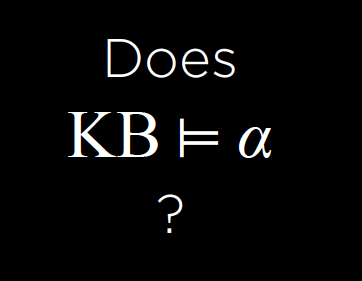 Does
KB ⊨ α
?